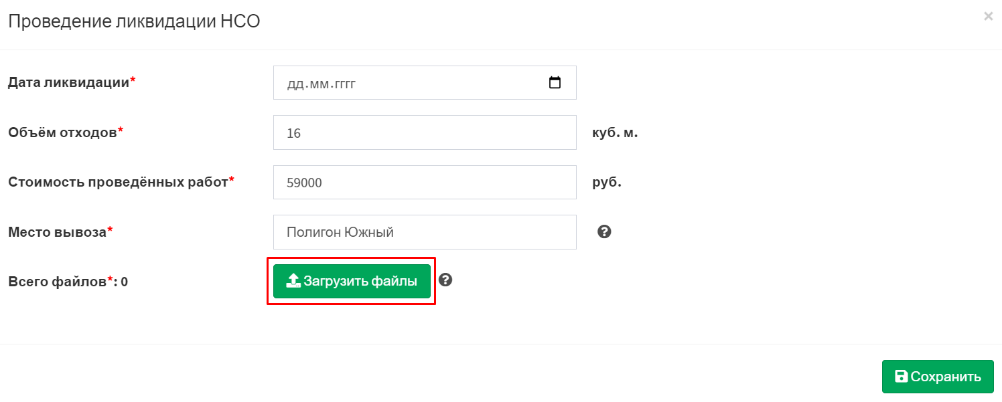 Проведение ликвидации НСО ×
Дата ликвидации* дд.мм.гггг
Объём отходов* 16 куб. м.
Стоимость проведённых работ* 59000 руб.
Место вывоза* Полигон Южный ?
Всего файлов*: 0 Загрузить файлы ?
Сохранить